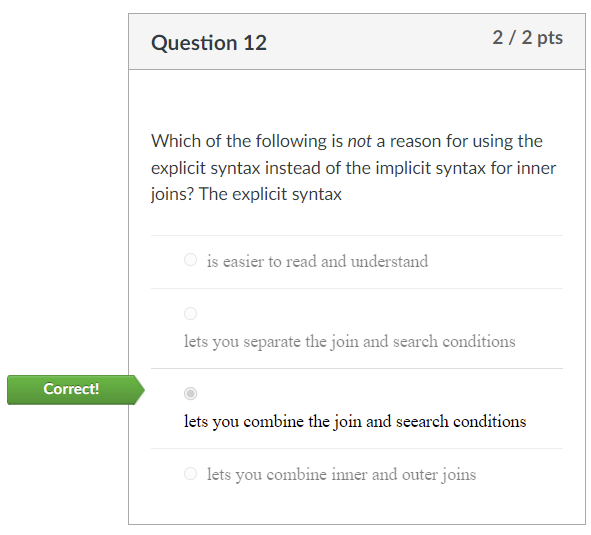 Question 12
2 / 2 pts
Which of the following is not a reason for using the
explicit syntax instead of the implicit syntax for inner
joins? The explicit syntax
is easier to read and understand
lets you separate the join and search conditions
Correct!
lets you combine the join and seearch conditions
lets you combine inner and outer joins